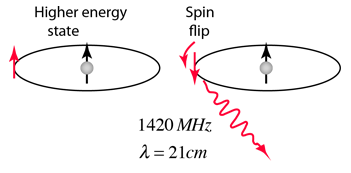 Higher energy
state
Spin
flip
1420 MHz
λ = 21cm